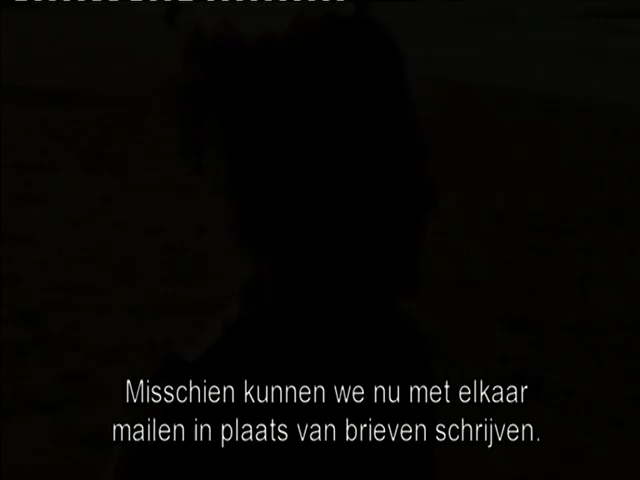 Misschien kunnen we nu met elkaar
mailen in plaats van brieven schrijven.